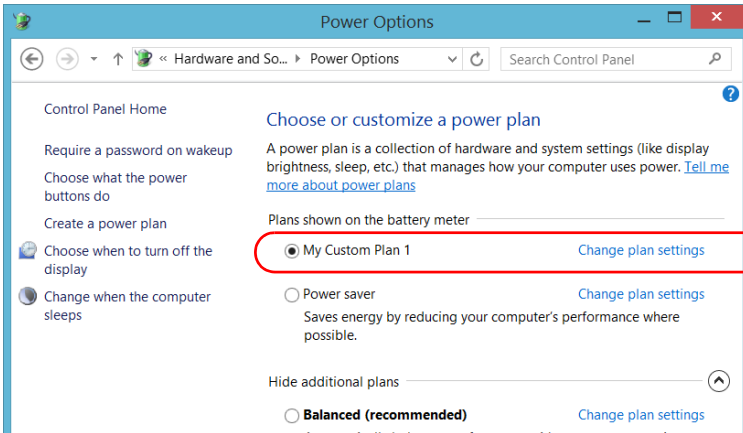 Power Options
« Hardware and So... Power Options
Search Control Panel
Control Panel Home
Require a password on wakeup
Choose what the power
buttons do
Create a power plan
Choose when to turn off the
display
Change when the computer
sleeps
Choose or customize a power plan
A power plan is a collection of hardware and system settings (like display
brightness, sleep, etc.) that manages how your computer uses power. Tell me
more about power plans
Plans shown on the battery meter
My Custom Plan 1 Change plan settings
Power saver Change plan settings
Saves energy by reducing your computer's performance where
possible.
Hide additional plans
Balanced (recommended) Change plan settings